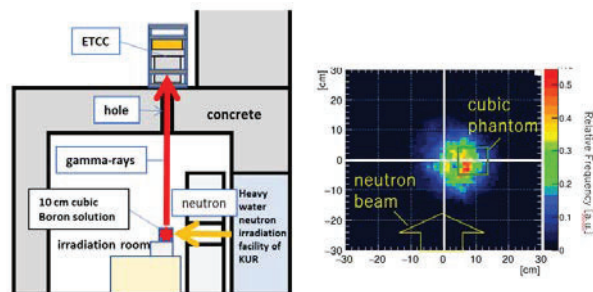 ETCC
hole
concrete
gamma-rays
10 cm cubic
Boron solution
neutron
irradiation room
Heavy
water
neutron
irradiation
facility of
KUR
30
[cm]
20
10
0
-10
-20
-30
-30
-20
-10
0
10
20
30
[cm]
cubic
phantom
neutron
beam
0.5
0.4
0.3
0.2
0.1
0
Relative Frequency [a.u.]